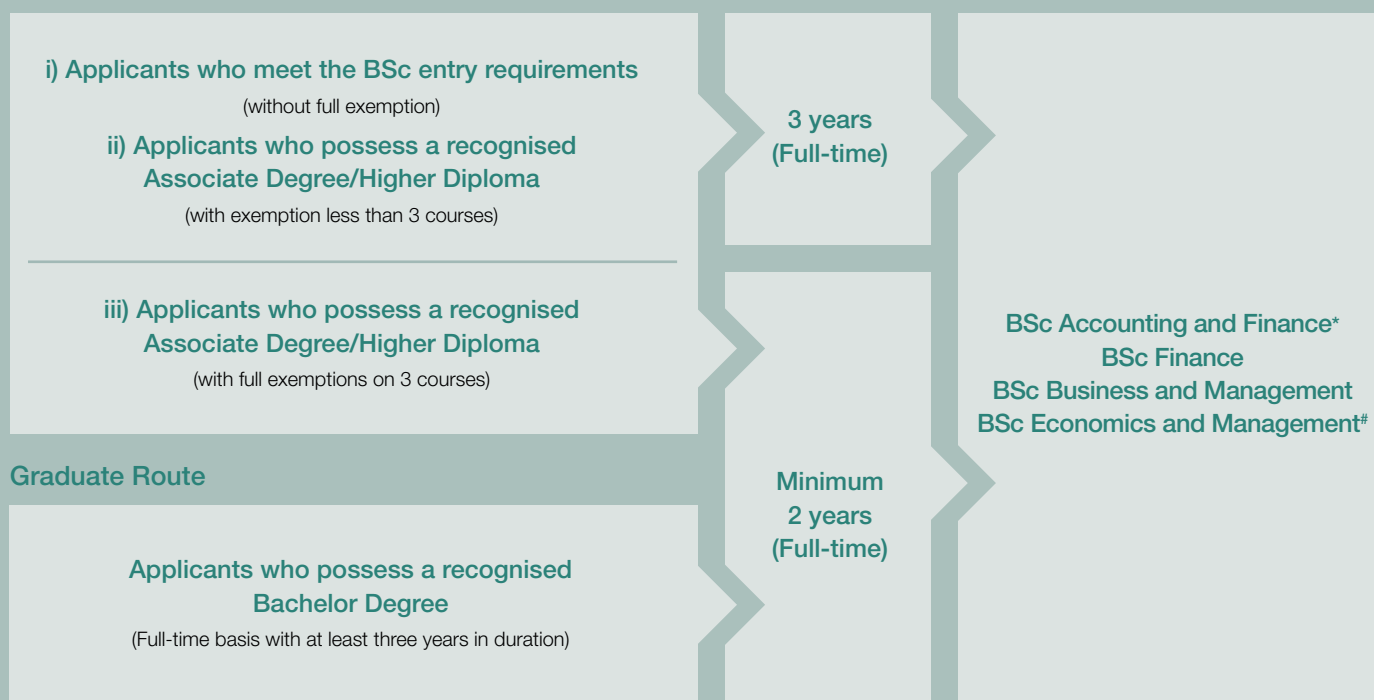 i) Applicants who meet the BSc entry requirements
(without full exemption)
ii) Applicants who possess a recognised
Associate Degree/Higher Diploma
(with exemption less than 3 courses)
3 years
(Full-time)
iii) Applicants who possess a recognised
Associate Degree/Higher Diploma
(with full exemptions on 3 courses)
Graduate Route
Applicants who possess a recognised
Bachelor Degree
(Full-time basis with at least three years in duration)
Minimum
2 years
(Full-time)
BSc Accounting and Finance*
BSc Finance
BSc Business and Management
BSc Economics and Management#